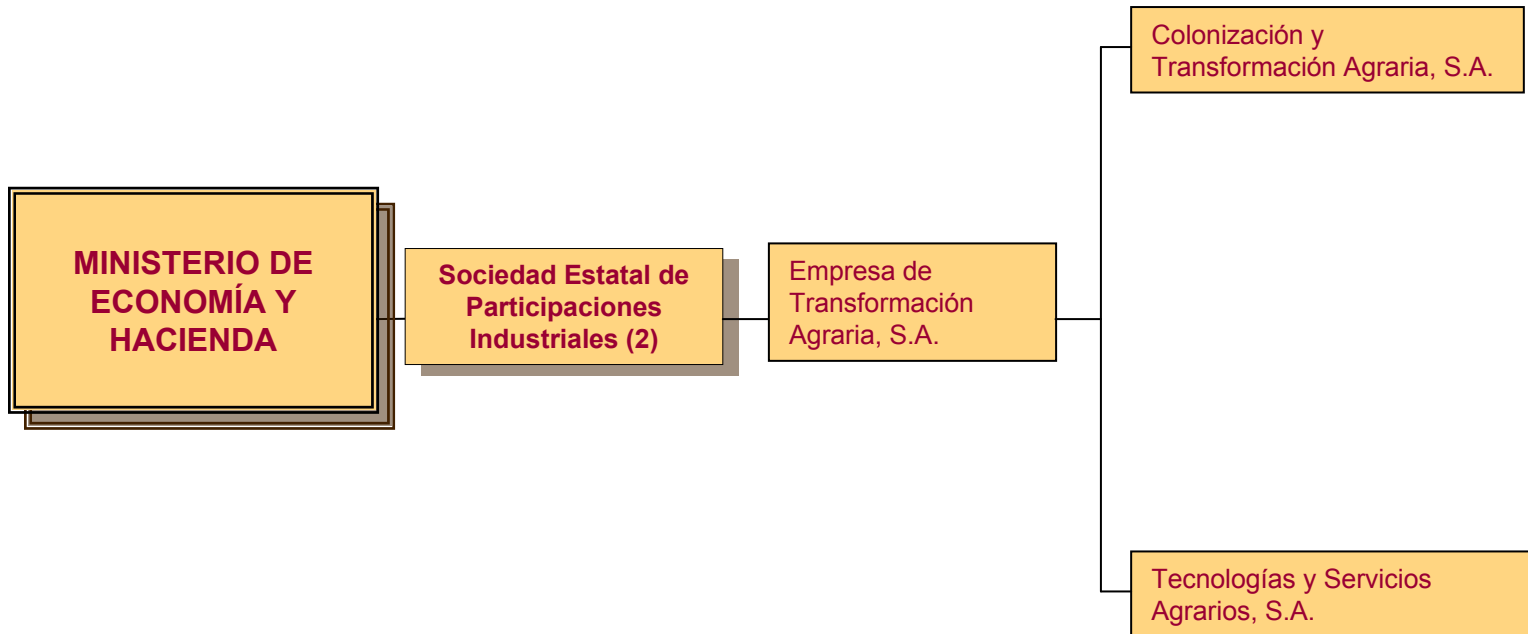 MINISTERIO DE
ECONOMÍA Y
HACIENDA
Sociedad Estatal de
Participaciones
Industriales (2)
Empresa de
Transformación
Agraria, S.A.
Colonización y
Transformación Agraria, S.A.
Tecnologías y Servicios
Agrarios, S.A.